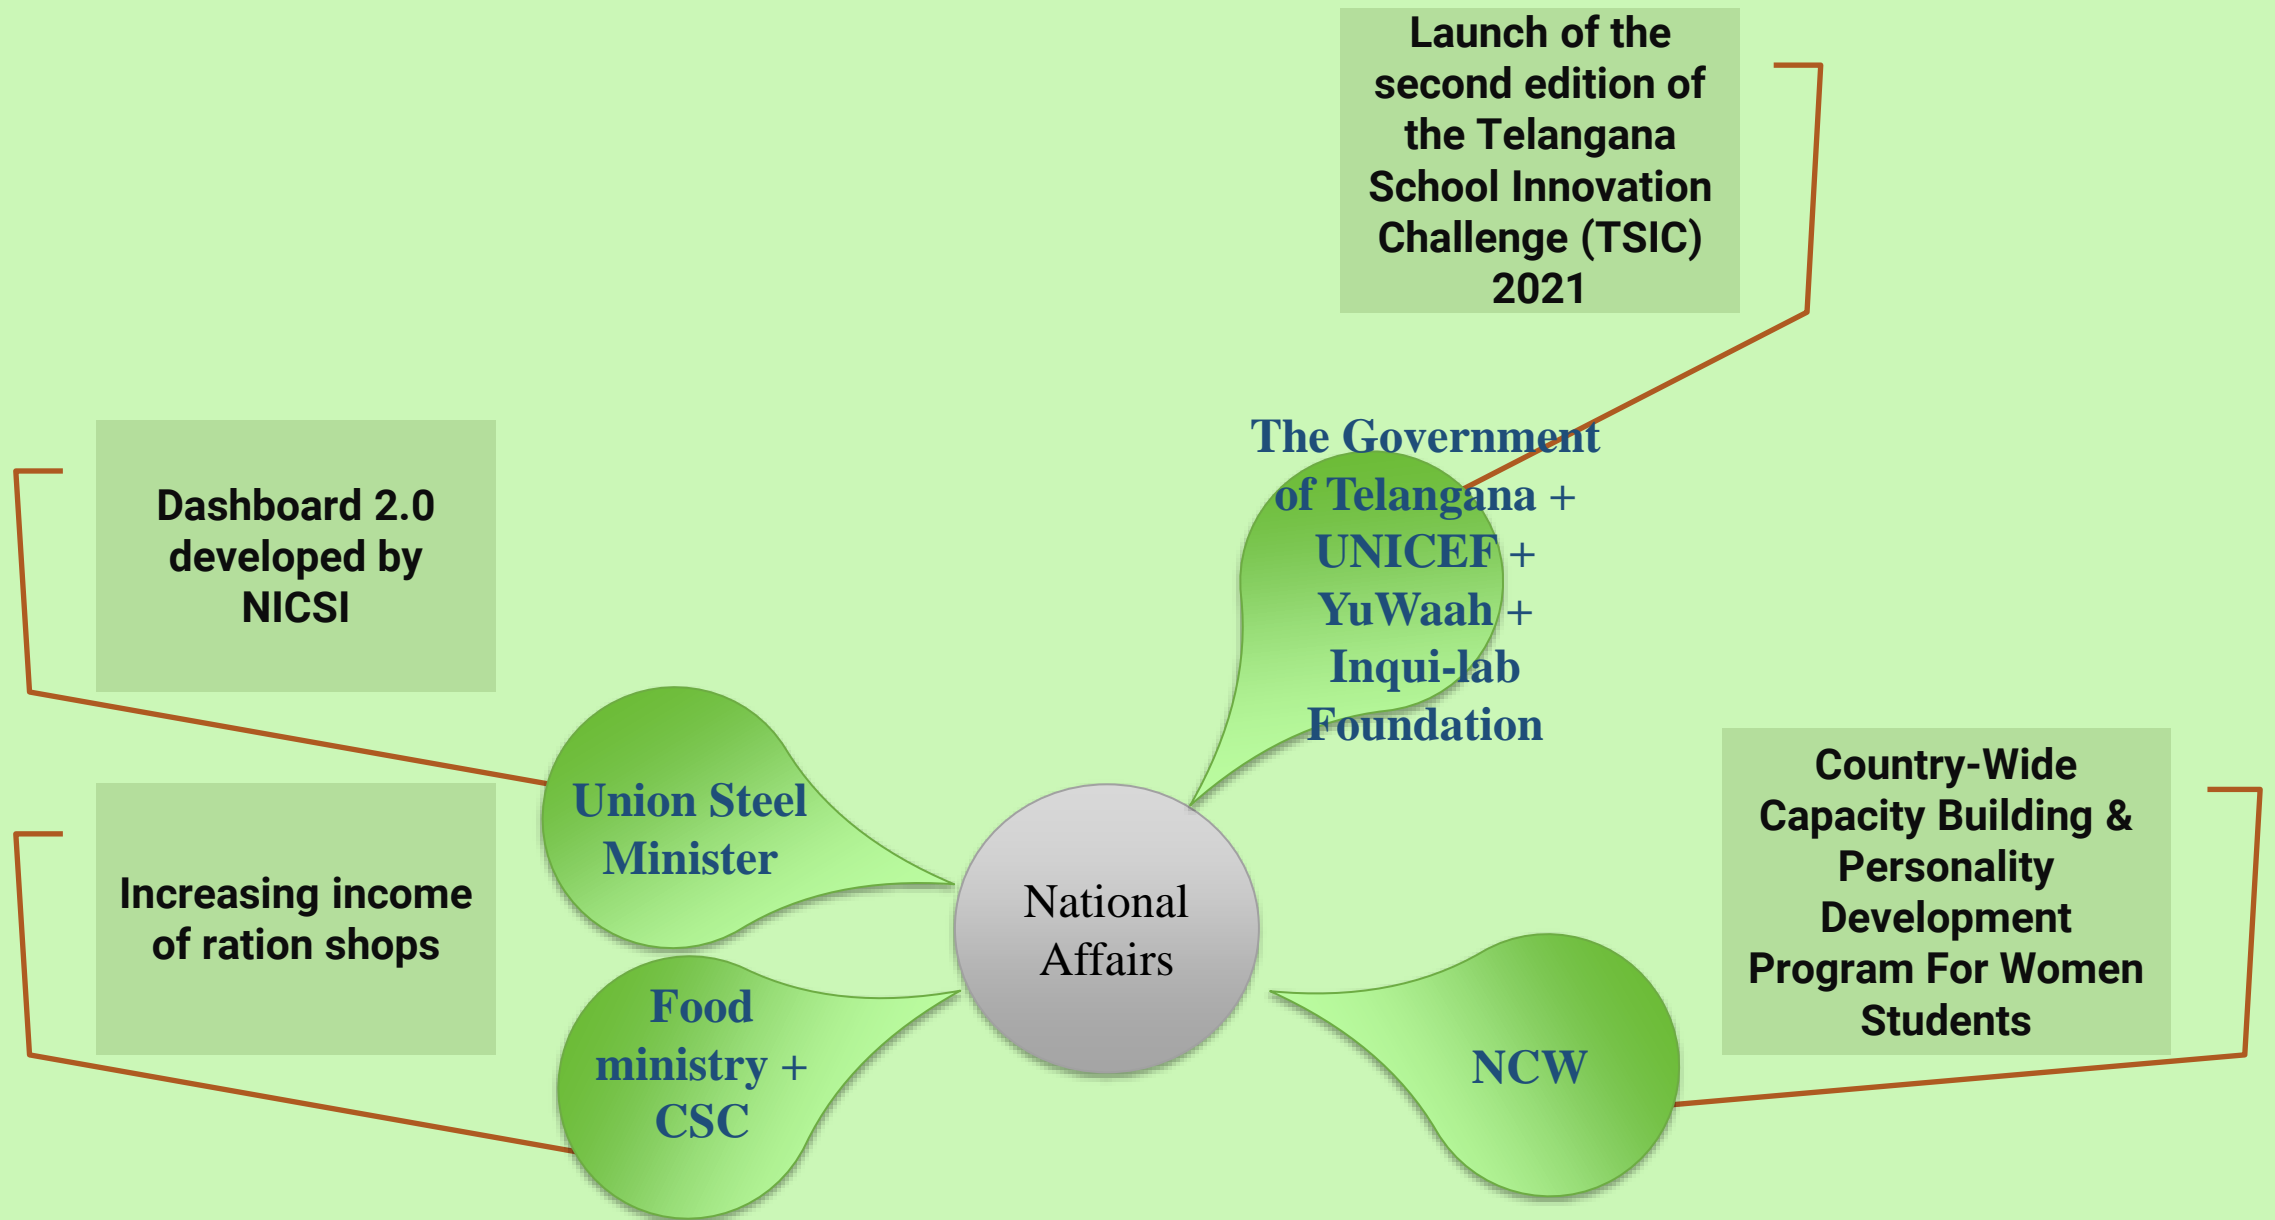 Launch of the
second edition of
the Telangana
School Innovation
Challenge (TSIC)
2021
The Government
of Telangana +
UNICEF +
YuWaah +
Inqui-lab
Foundation
Dashboard 2.0
developed by
NICSI
Union Steel
Minister
Increasing income
of ration shops
Food
ministry +
CSC
National
Affairs
Country-Wide
Capacity Building &
Personality
Development
Program For Women
Students
NCW